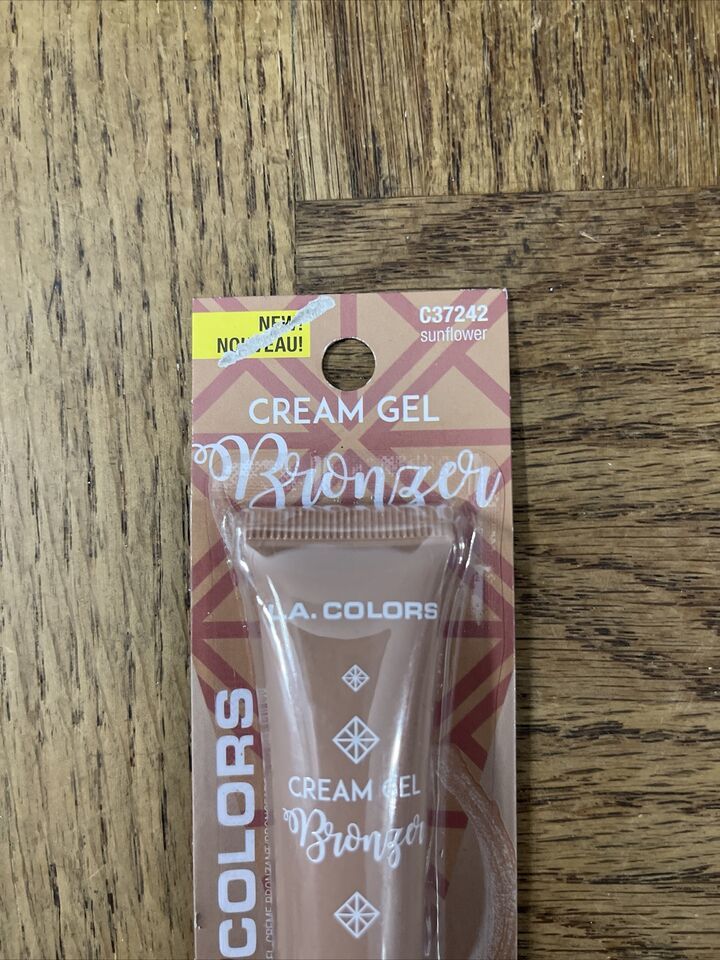 NEW!
NOUVEAU!
C37242
sunflower
CREAM GEL
Bronzer
L.A. COLORS
CREAM GEL
Bronzer
COLORS